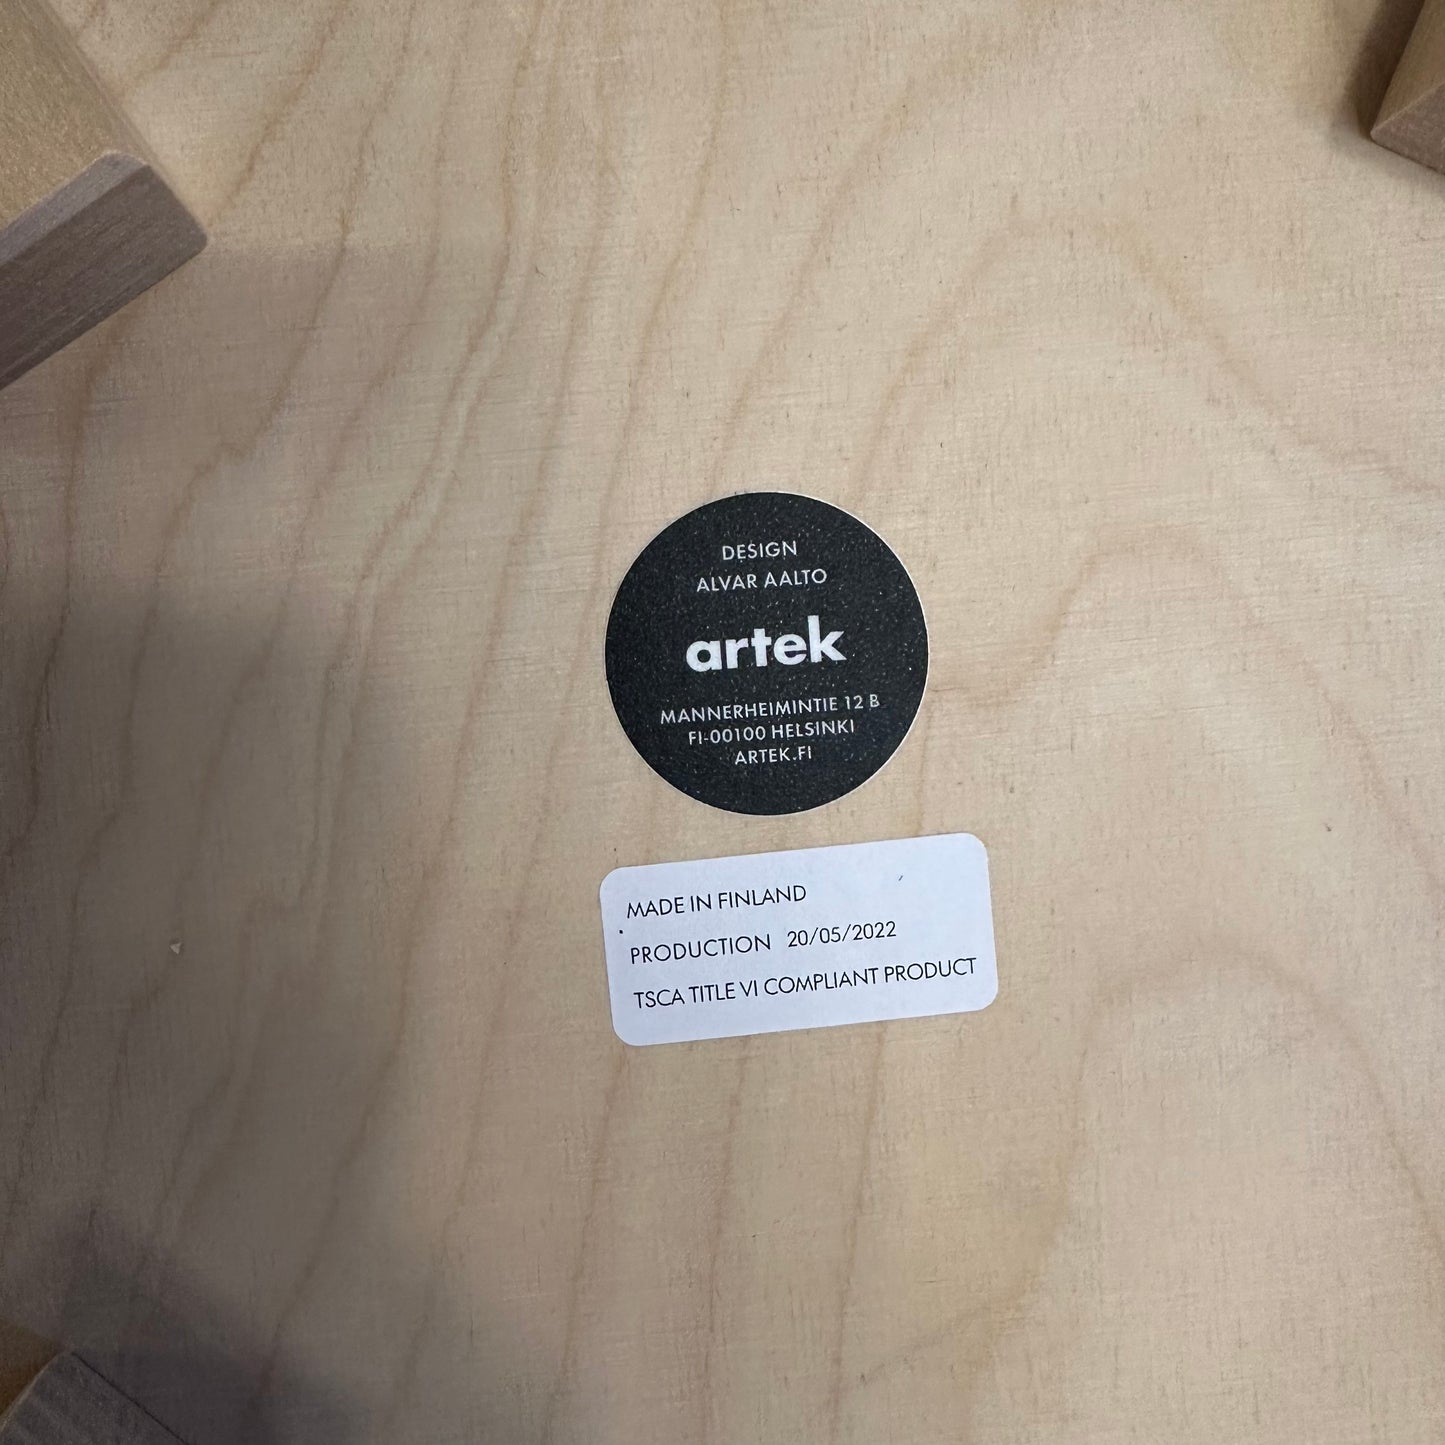 DESIGN
ALVAR AALTO
artek
MANNERHEIMINTIE 12 B
FI-00100 HELSINKI
ARTEK.FI
MADE IN FINLAND
PRODUCTION 20/05/2022
TSCA TITLE VI COMPLIANT PRODUCT